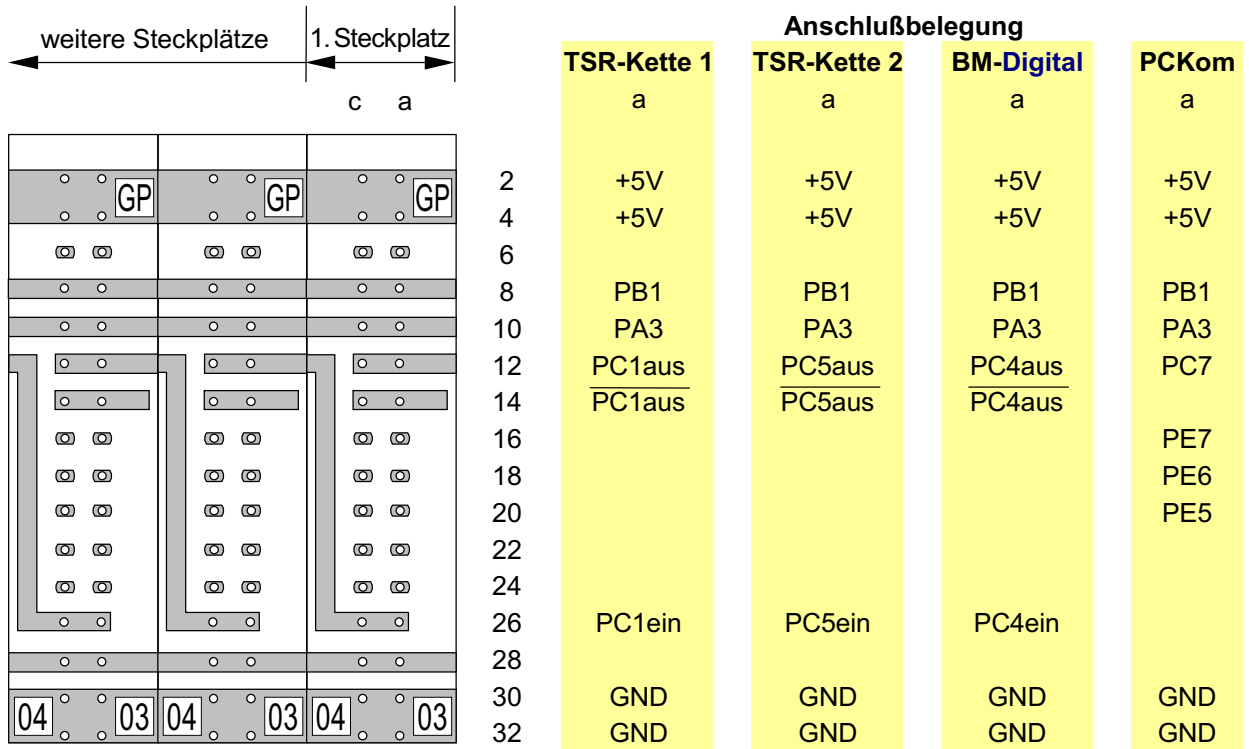 Anschlußbelegung
weitere Steckplätze 1. Steckplatz
TSR-Kette 1 TSR-Kette 2 BM-Digital PCKom
c a a a a a
GP GP GP
2 +5V +5V +5V +5V
4 +5V +5V +5V +5V
6
8 PB1 PB1 PB1 PB1
10 PA3 PA3 PA3 PA3
12 PC1aus PC5aus PC4aus PC7
14 PC1aus PC5aus PC4aus
16 PE7
18 PE6
20 PE5
22
24
26 PC1ein PC5ein PC4ein
28
30 GND GND GND GND
04 03 04 03 04 03
32 GND GND GND GND